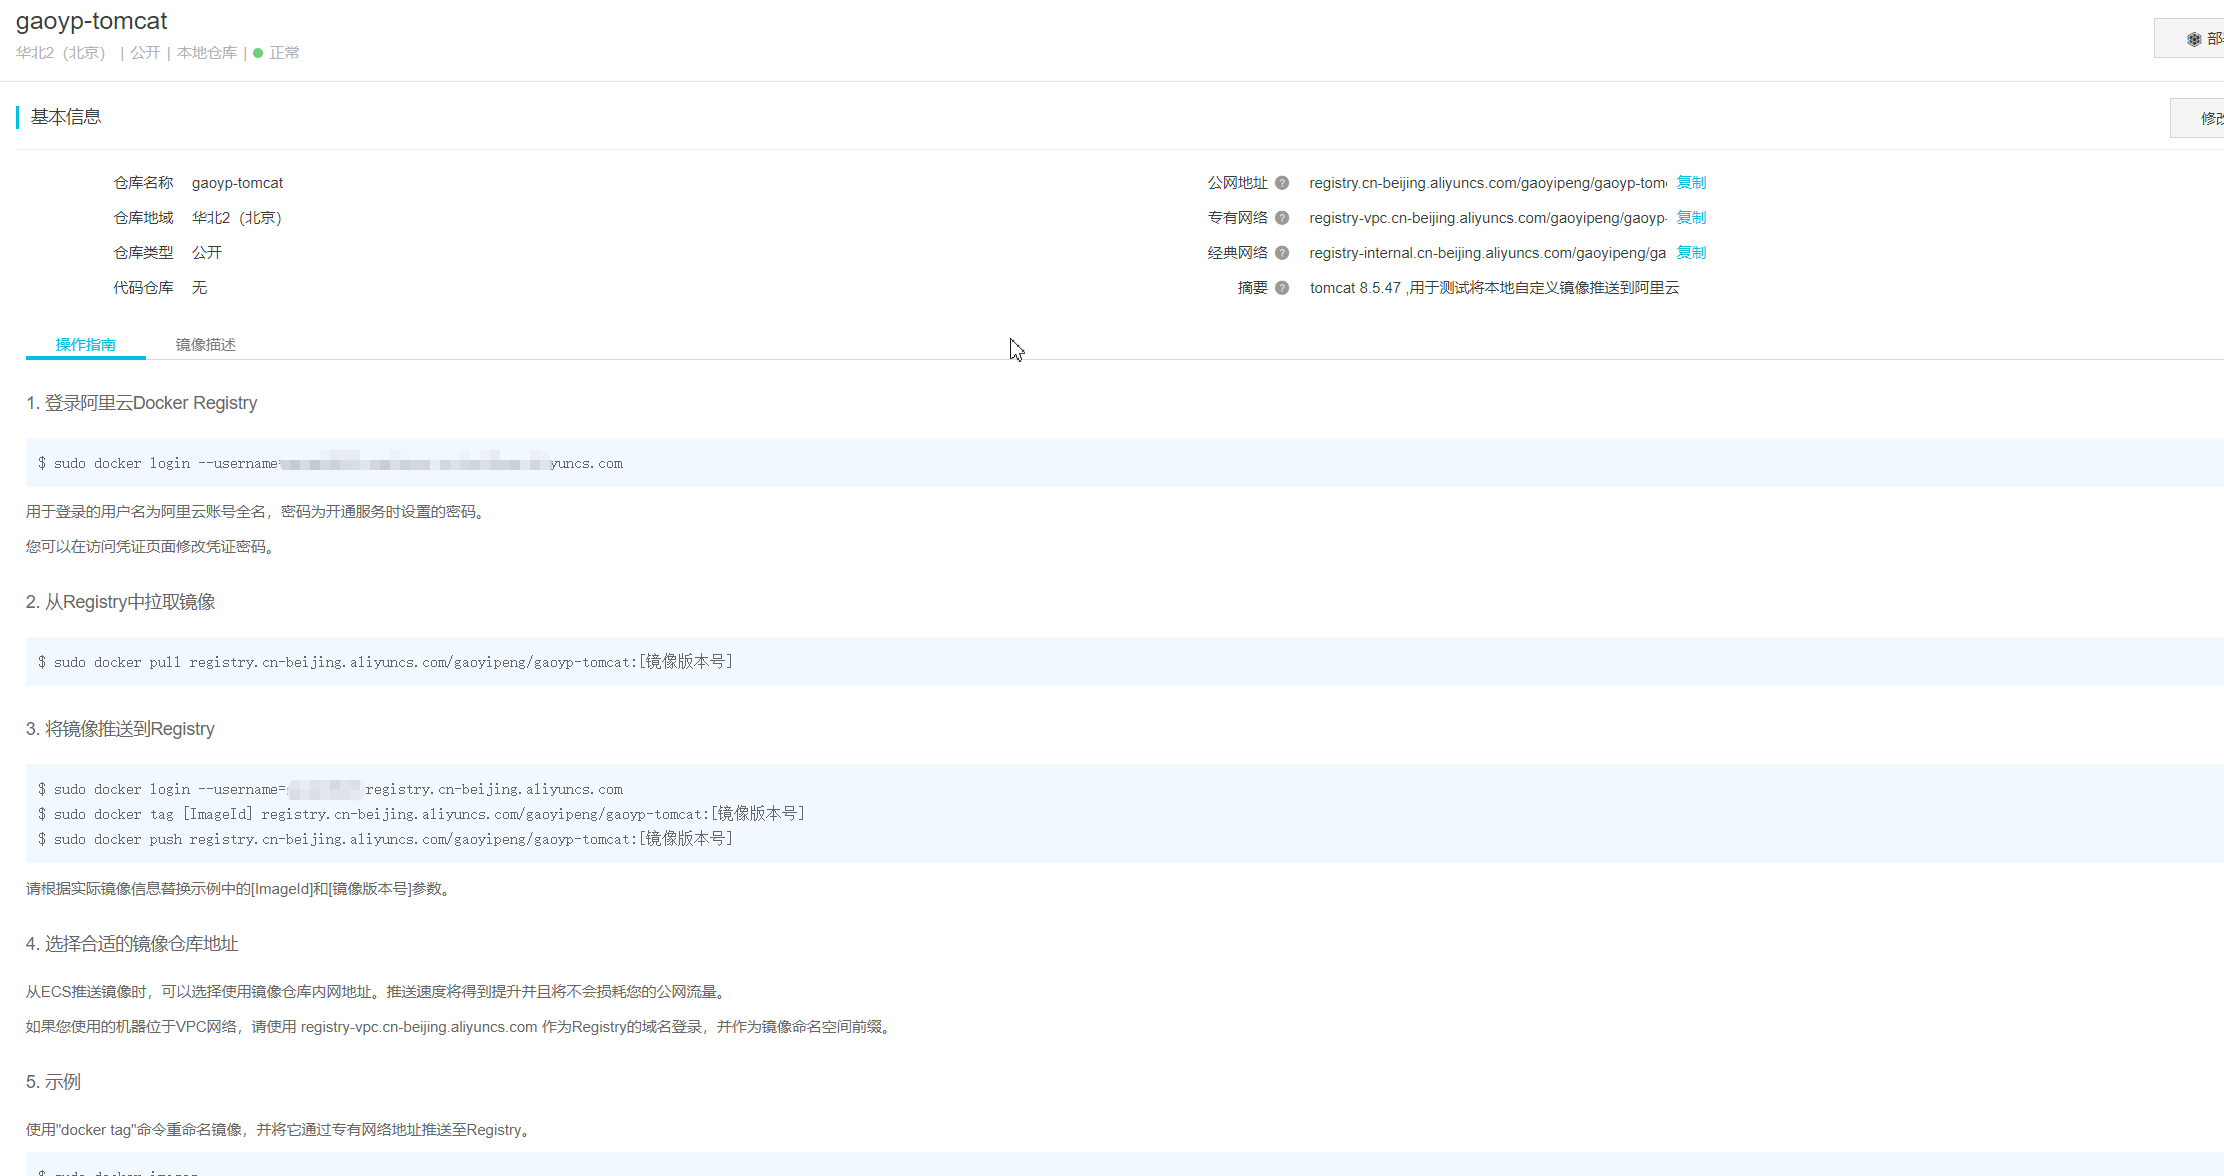 gaoyp-tomcat
华北2（北京） | 公开 | 本地仓库 | 正常
部
基本信息
修改
仓库名称 gaoyp-tomcat
公网地址 registry.cn-beijing.aliyuncs.com/gaoyipeng/gaoyp-tom 复制
仓库地域 华北2（北京）
专有网络 registry-vpc.cn-beijing.aliyuncs.com/gaoyipeng/gaoyp- 复制
仓库类型 公开
经典网络 registry-internal.cn-beijing.aliyuncs.com/gaoyipeng/ga 复制
代码仓库 无
摘要 tomcat 8.5.47 ,用于测试将本地自定义镜像推送到阿里云
操作指南 镜像描述
1. 登录阿里云Docker Registry
$ sudo docker login --username yuncs.com
用于登录的用户名为阿里云账号全名，密码为开通服务时设置的密码。
您可以在访问凭证页面修改凭证密码。
2. 从Registry中拉取镜像
$ sudo docker pull registry.cn-beijing.aliyuncs.com/gaoyipeng/gaoyp-tomcat:[镜像版本号]
3. 将镜像推送到Registry
$ sudo docker login --username= registry.cn-beijing.aliyuncs.com
$ sudo docker tag [ImageId] registry.cn-beijing.aliyuncs.com/gaoyipeng/gaoyp-tomcat:[镜像版本号]
$ sudo docker push registry.cn-beijing.aliyuncs.com/gaoyipeng/gaoyp-tomcat:[镜像版本号]
请根据实际镜像信息替换示例中的[ImageId]和[镜像版本号]参数。
4. 选择合适的镜像仓库地址
从ECS推送镜像时，可以选择使用镜像仓库内网地址。推送速度将得到提升并且将不会损耗您的公网流量。
如果您使用的机器位于VPC网络，请使用 registry-vpc.cn-beijing.aliyuncs.com 作为Registry的域名登录，并作为镜像命名空间前缀。
5. 示例
使用"docker tag"命令重命名镜像，并将它通过专有网络地址推送至Registry。
$ sudo docker images